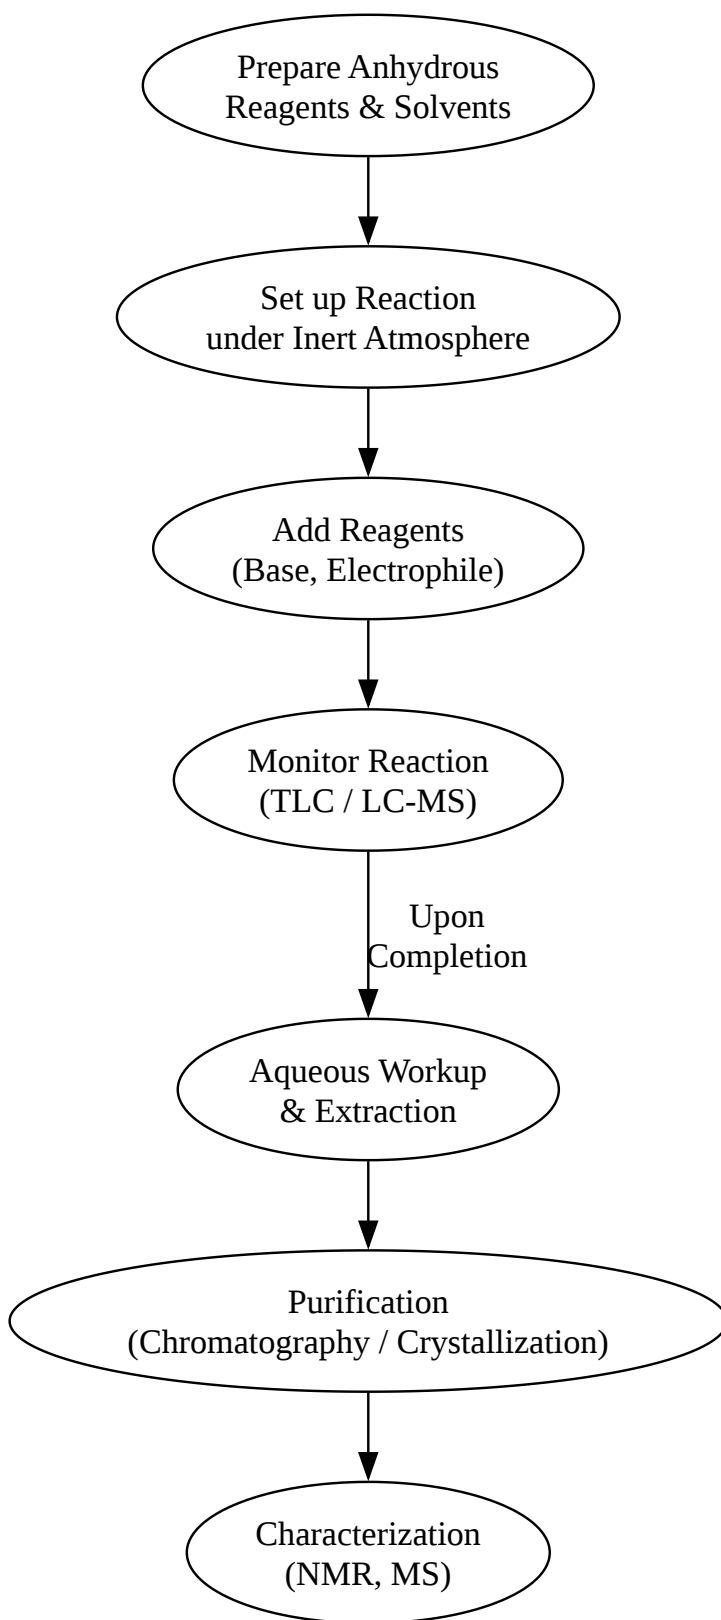 Prepare Anhydrous
Reagents & Solvents
Set up Reaction
under Inert Atmosphere
Add Reagents
(Base, Electrophile)
Monitor Reaction
(TLC / LC-MS)
Upon
Completion
Aqueous Workup
& Extraction
Purification
(Chromatography / Crystallization)
Characterization
(NMR, MS)